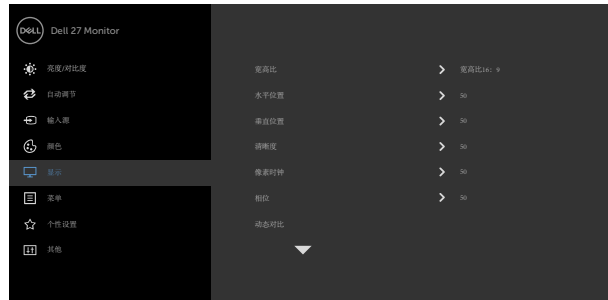 DELL
Dell 27 Monitor
亮度/对比度
自动调节
输入源
颜色
显示
菜单
个性设置
其他
宽高比 宽高比16: 9
水平位置 50
垂直位置 50
清晰度 50
像素时钟 50
相位 50
动态对比